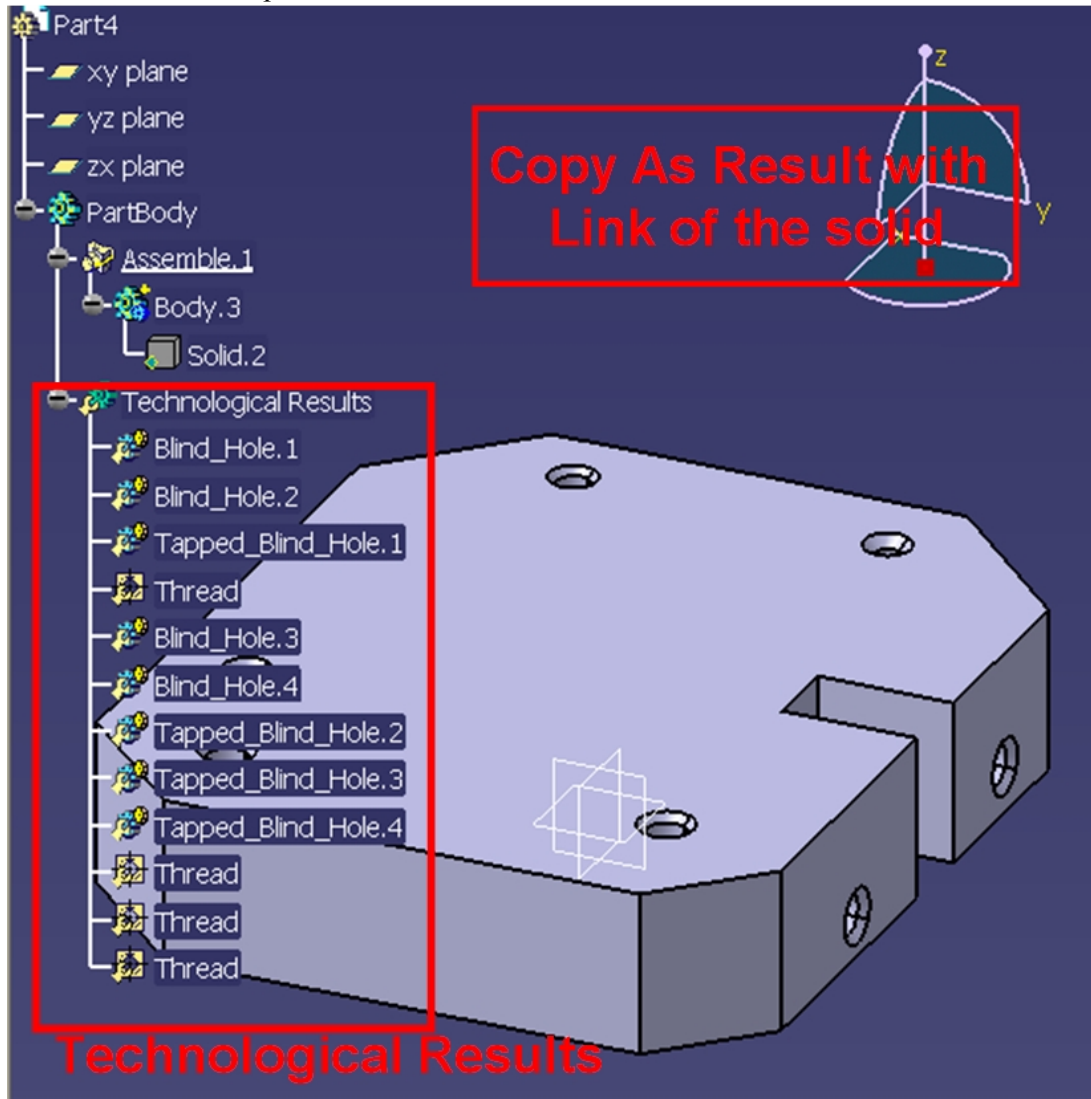 Part4
xy plane
yz plane
zx plane
PartBody
Assemble.1
Body.3
Solid.2
Technological Results
Blind_Hole.1
Blind_Hole.2
Tapped_Blind_Hole.1
Thread
Blind_Hole.3
Blind_Hole.4
Tapped_Blind_Hole.2
Tapped_Blind_Hole.3
Tapped_Blind_Hole.4
Thread
Thread
Thread
Technological Results
z
Copy As Result with
Link of the solid
y
x